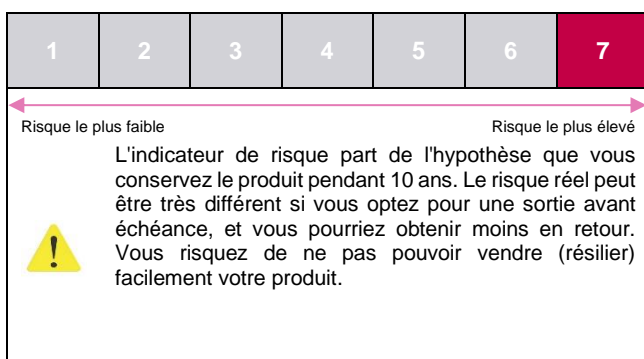 1 2 3 4 5 6 7
Risque le plus faible Risque le plus élevé
L'indicateur de risque part de l'hypothèse que vous
conservez le produit pendant 10 ans. Le risque réel peut
être très différent si vous optez pour une sortie avant
échéance, et vous pourriez obtenir moins en retour.
Vous risquez de ne pas pouvoir vendre (résilier)
facilement votre produit.